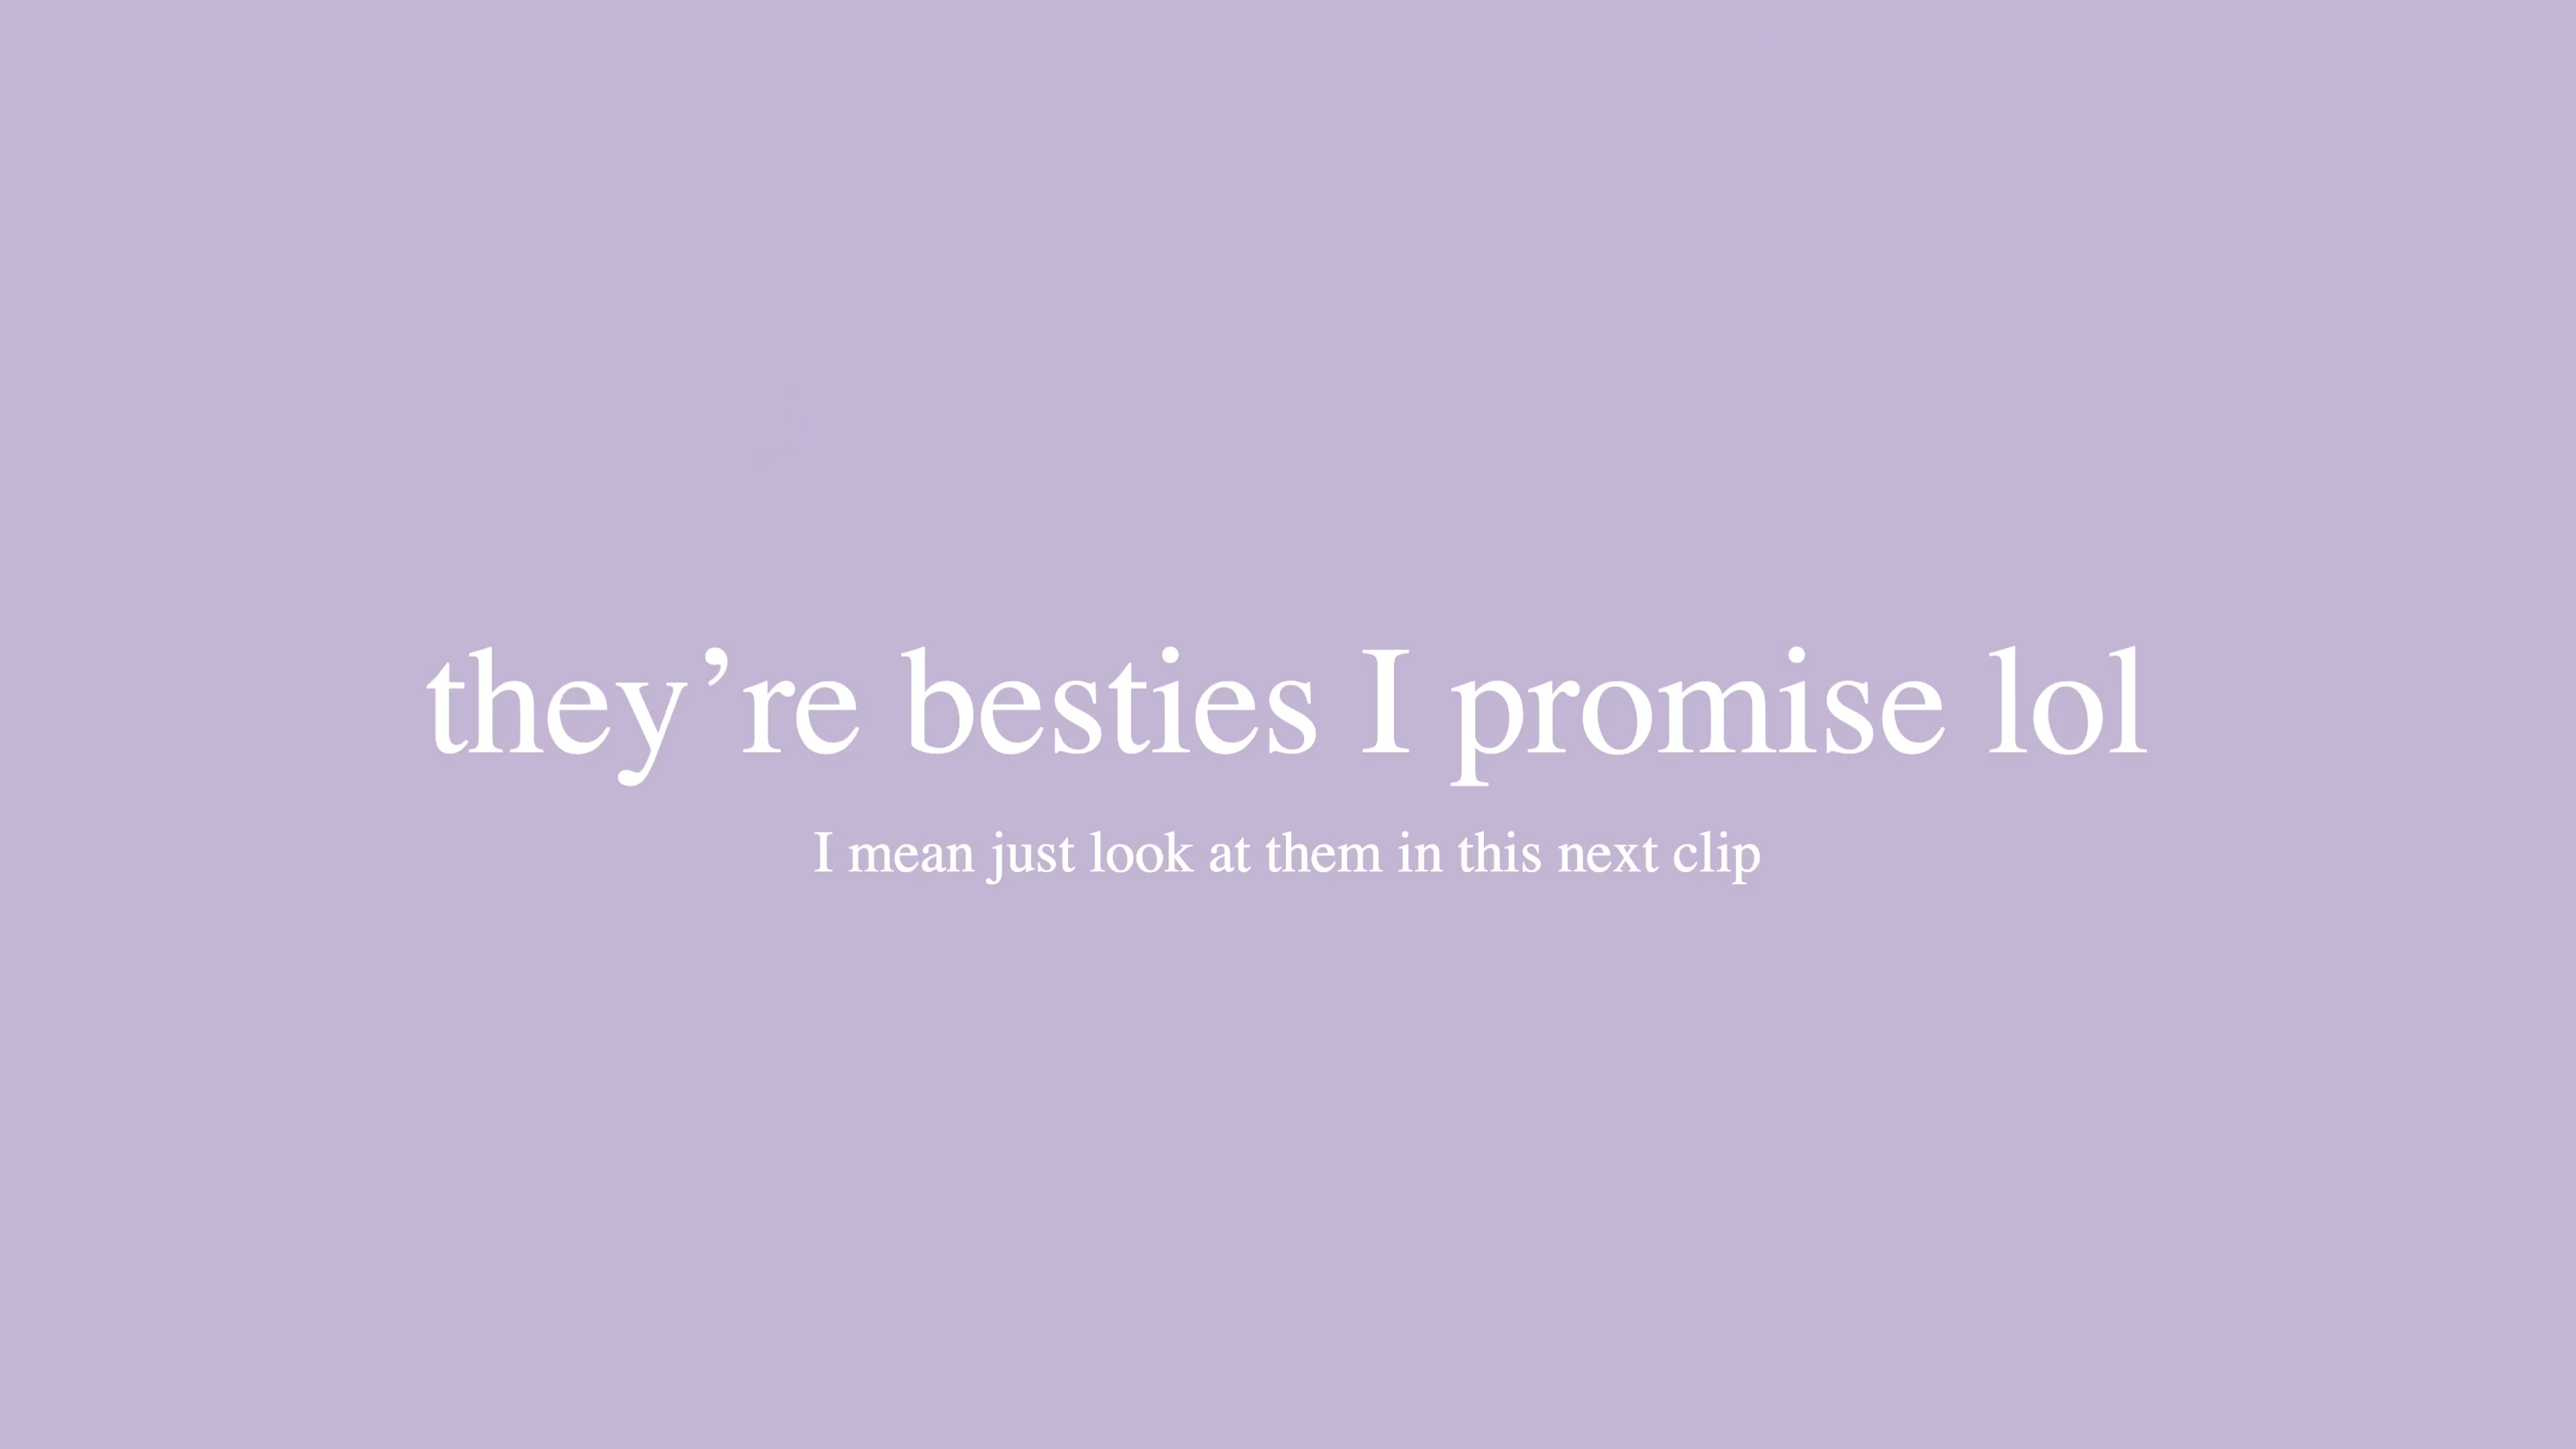 they’re besties I promise lol
I mean just look at them in this next clip